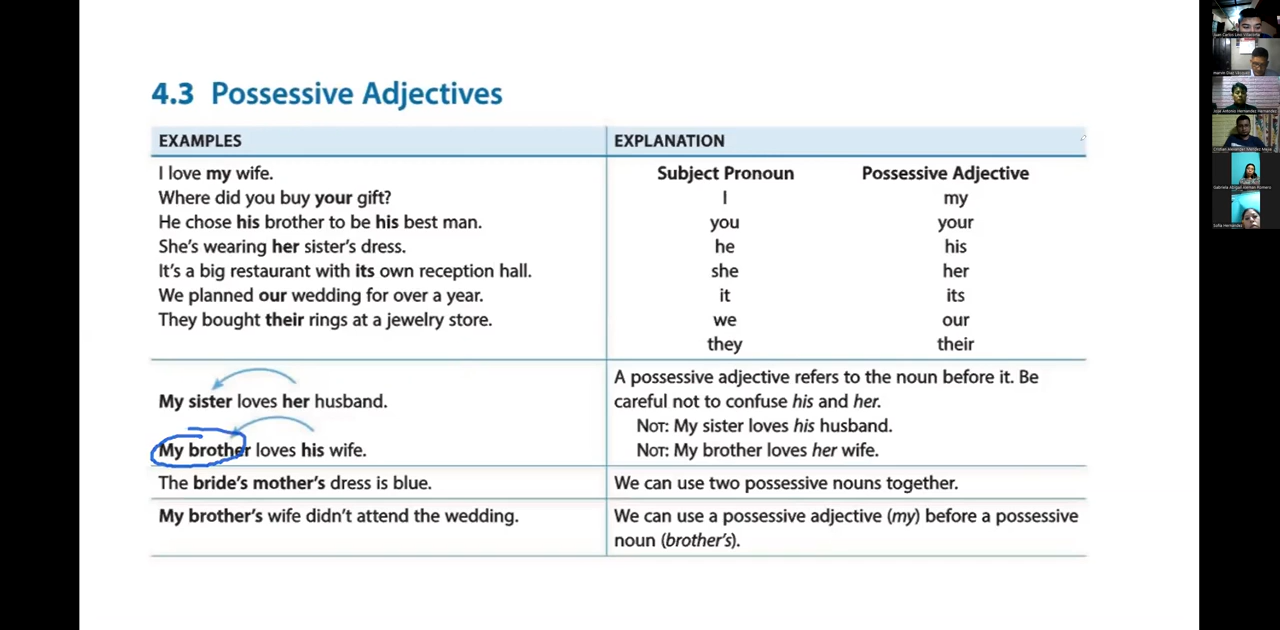 4.3 Possessive Adjectives
EXAMPLES
EXPLANATION
I love my wife.
Where did you buy your gift?
He chose his brother to be his best man.
She's wearing her sister's dress.
It's a big restaurant with its own reception hall.
We planned our wedding for over a year.
They bought their rings at a jewelry store.
Subject Pronoun Possessive Adjective
I my
you your
he his
she her
it its
we our
they their
My sister loves her husband.
My brother loves his wife.
A possessive adjective refers to the noun before it. Be
careful not to confuse his and her.
NOT: My sister loves his husband.
NOT: My brother loves her wife.
The bride's mother's dress is blue.
We can use two possessive nouns together.
My brother's wife didn't attend the wedding.
We can use a possessive adjective (my) before a possessive
noun (brother's).
Sofia Hernández